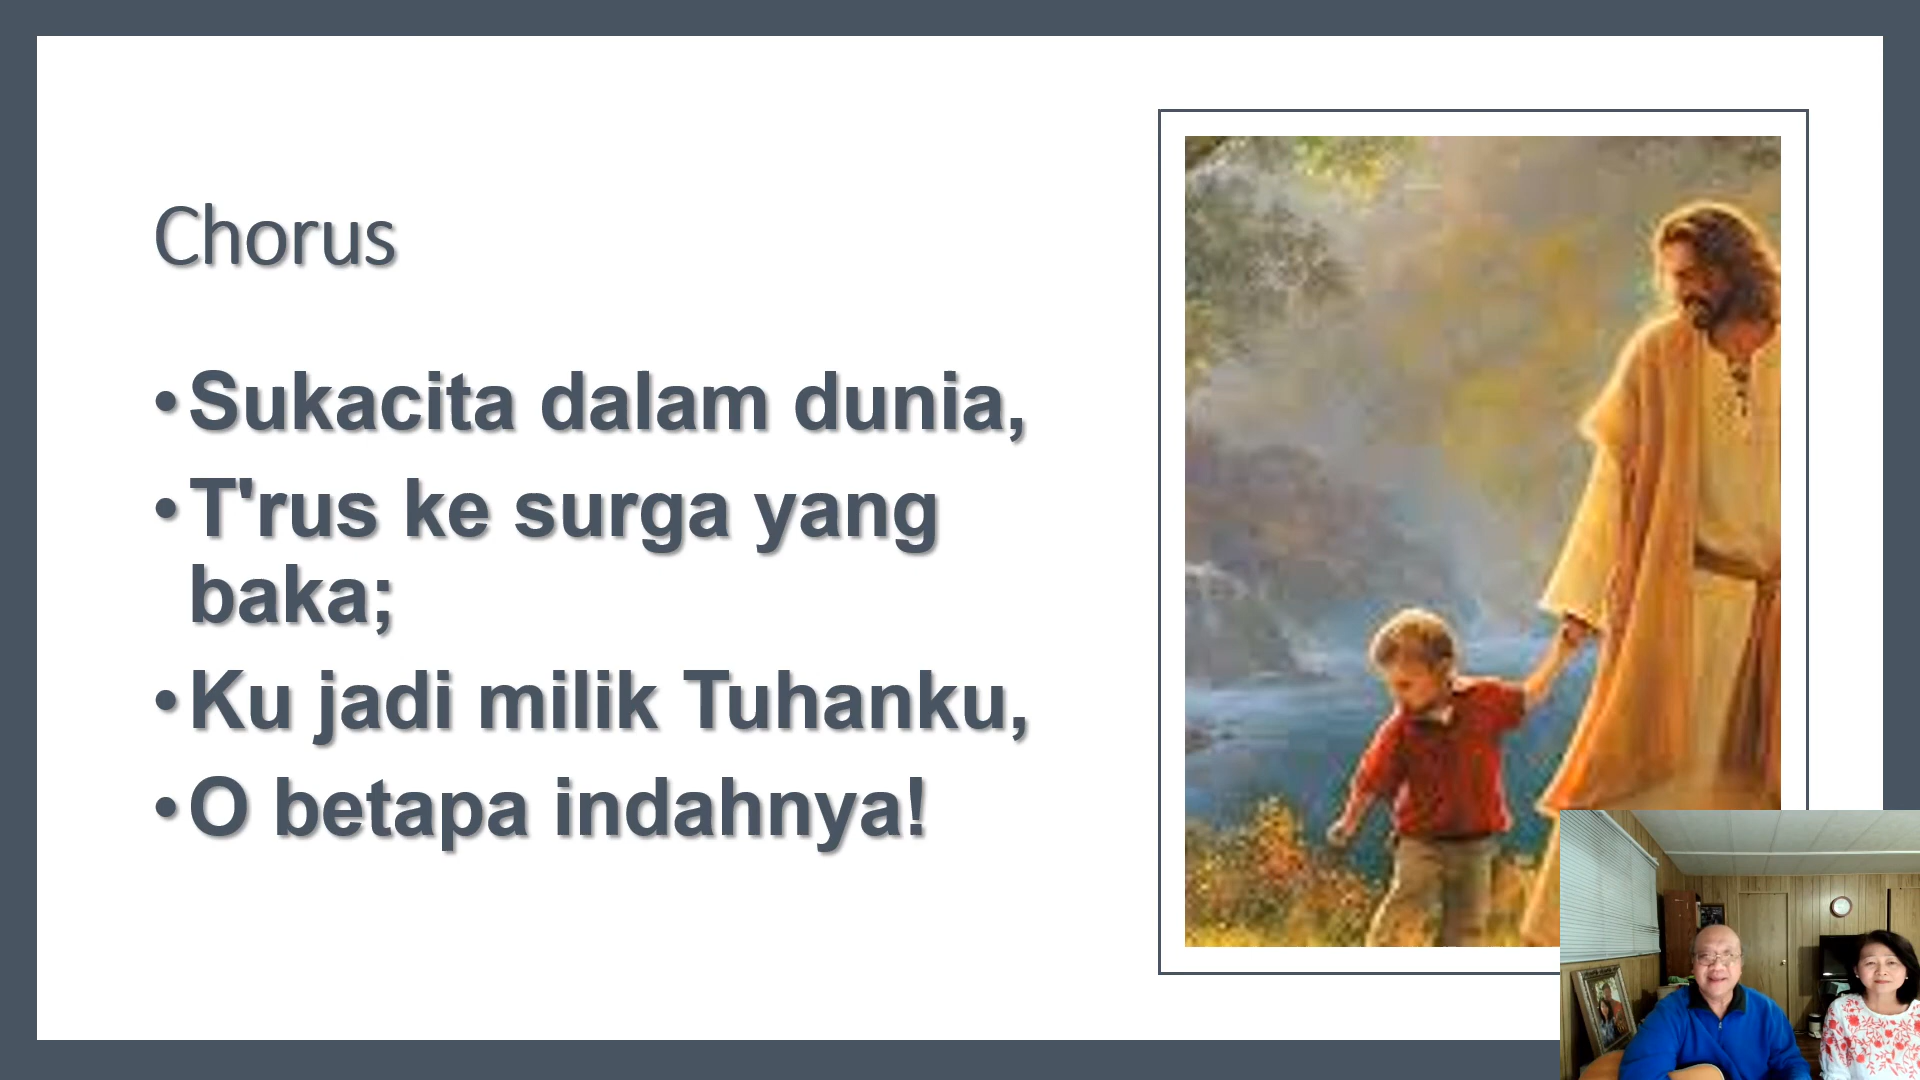 Chorus
•Sukacita dalam dunia,
•T'rus ke surga yang
baka;
•Ku jadi milik Tuhanku,
•O betapa indahnya!